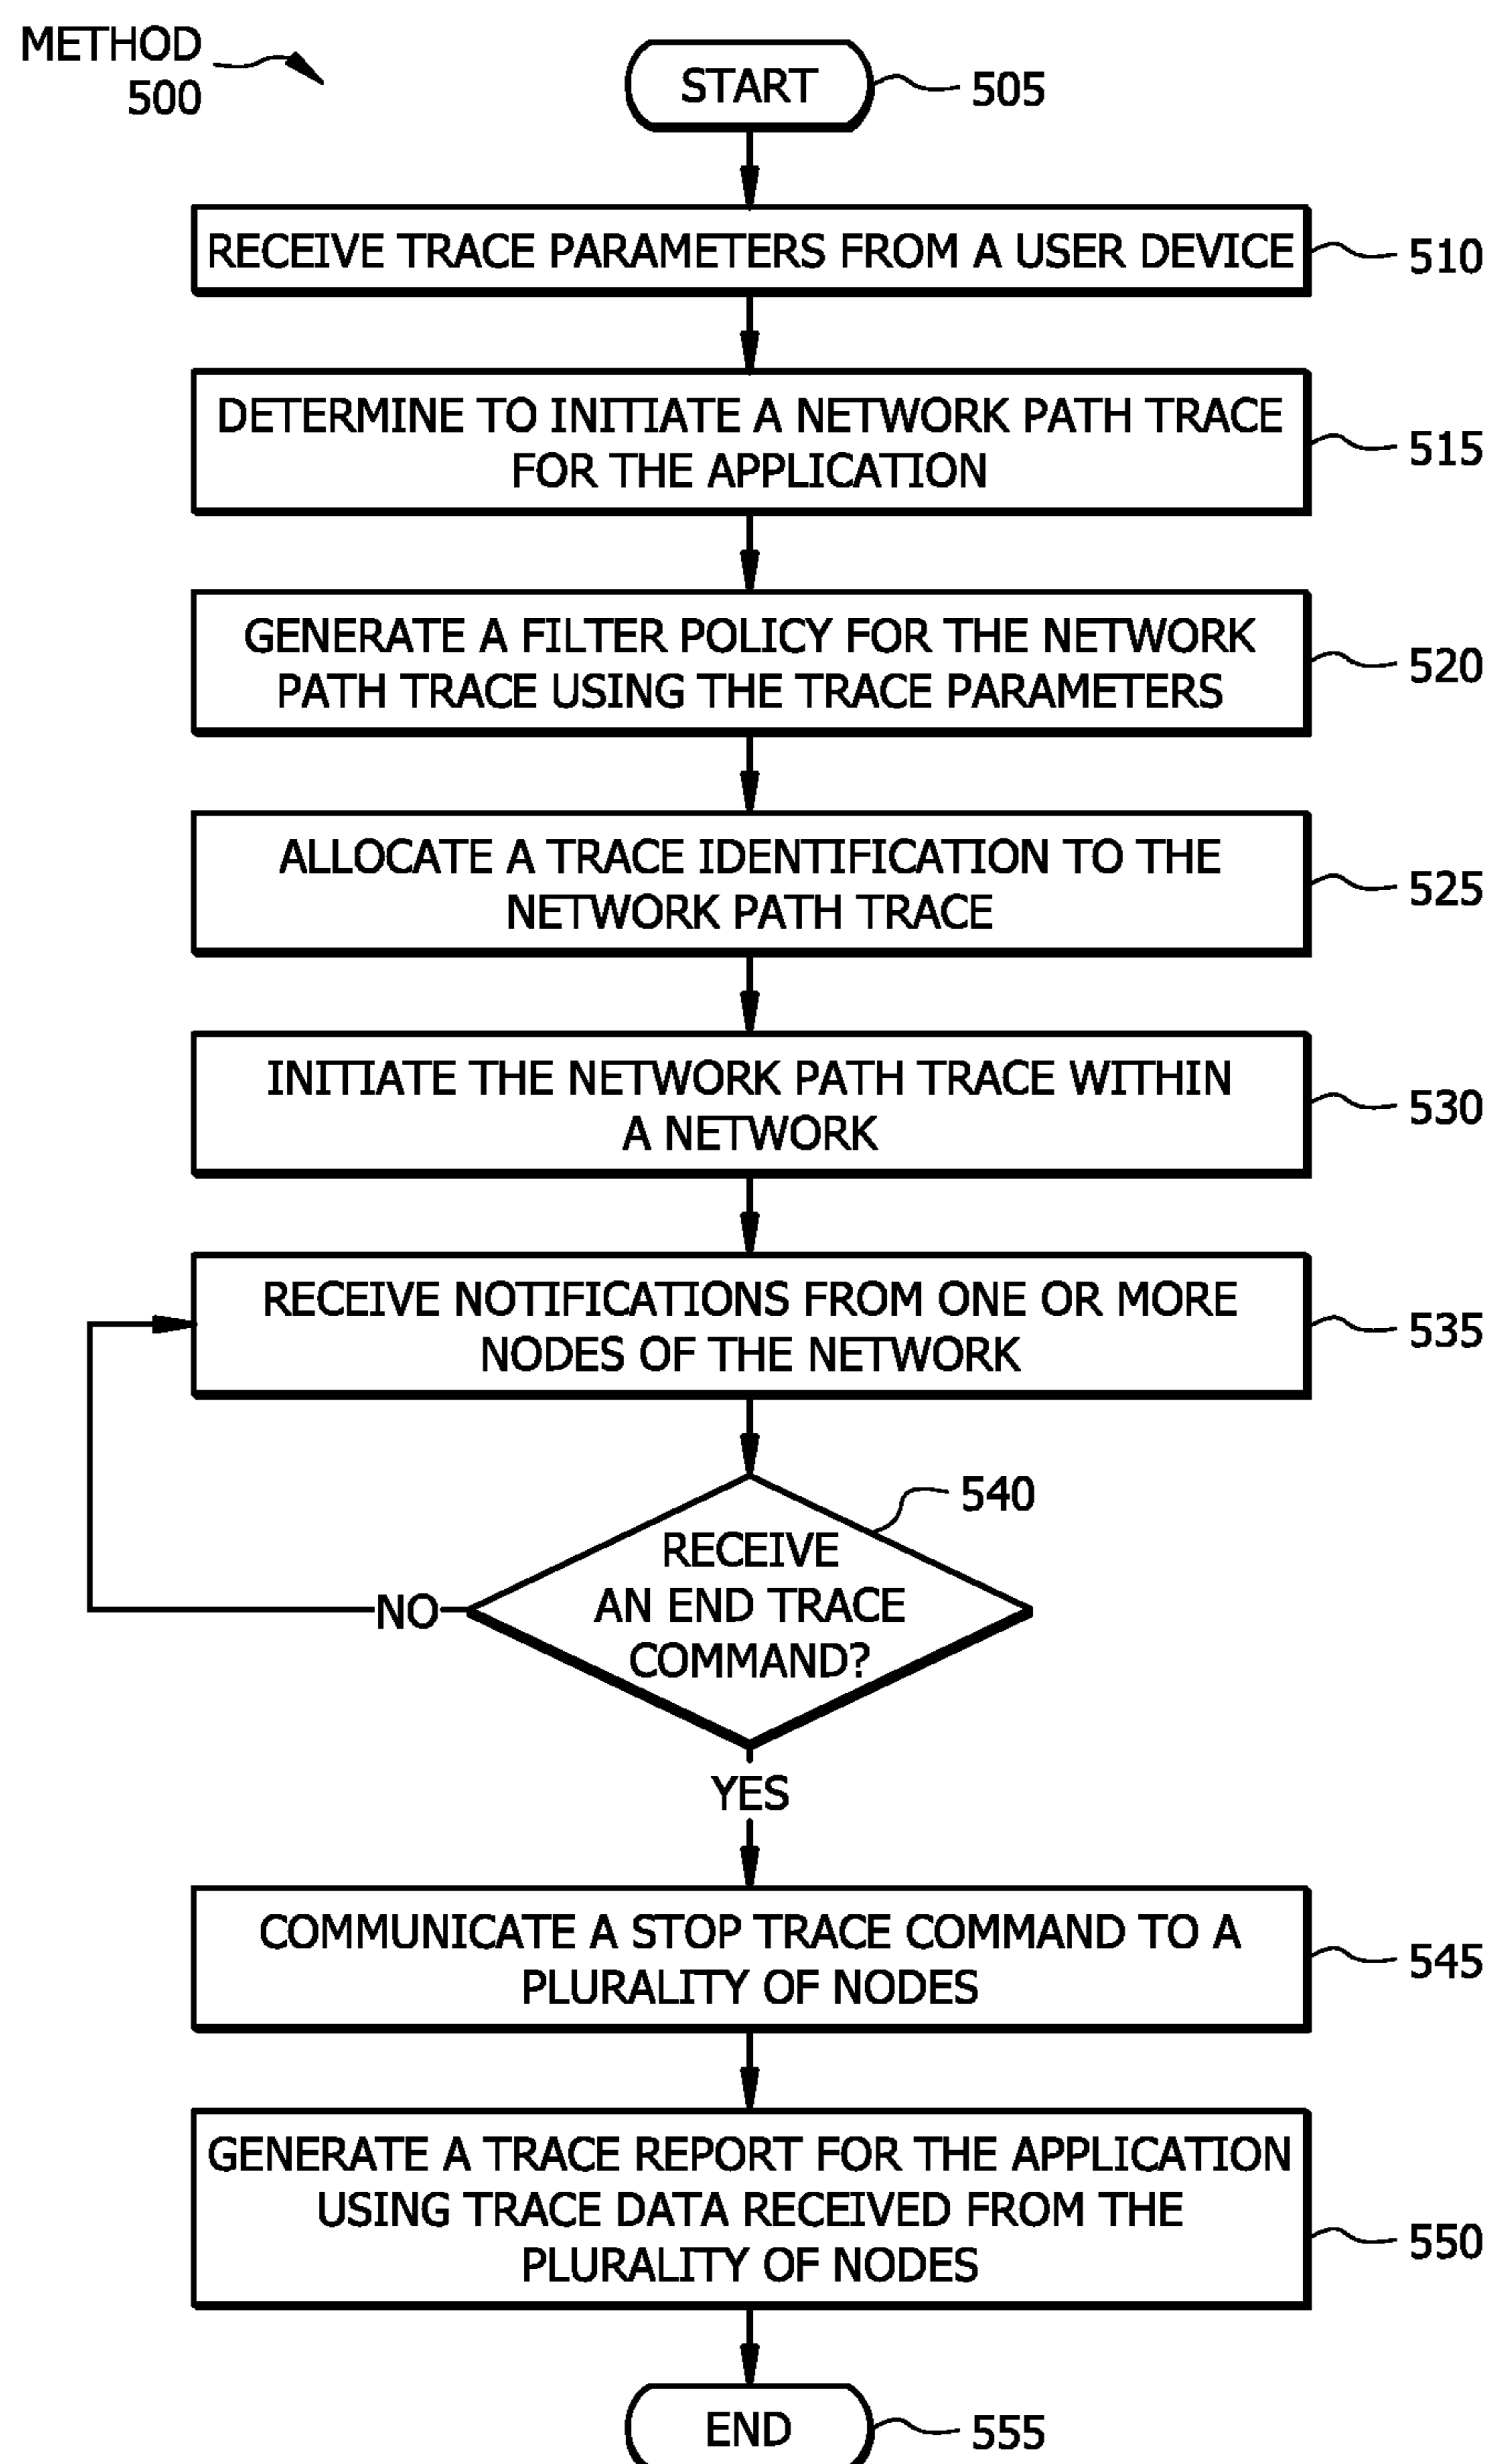 METHOD
500
START
505
RECEIVE TRACE PARAMETERS FROM A USER DEVICE
510
DETERMINE TO INITIATE A NETWORK PATH TRACE
FOR THE APPLICATION
515
GENERATE A FILTER POLICY FOR THE NETWORK
PATH TRACE USING THE TRACE PARAMETERS
520
ALLOCATE A TRACE IDENTIFICATION TO THE
NETWORK PATH TRACE
525
INITIATE THE NETWORK PATH TRACE WITHIN
A NETWORK
530
RECEIVE NOTIFICATIONS FROM ONE OR MORE
NODES OF THE NETWORK
535
540
RECEIVE
AN END TRACE
COMMAND?
NO
YES
COMMUNICATE A STOP TRACE COMMAND TO A
PLURALITY OF NODES
545
GENERATE A TRACE REPORT FOR THE APPLICATION
USING TRACE DATA RECEIVED FROM THE
PLURALITY OF NODES
550
END
555